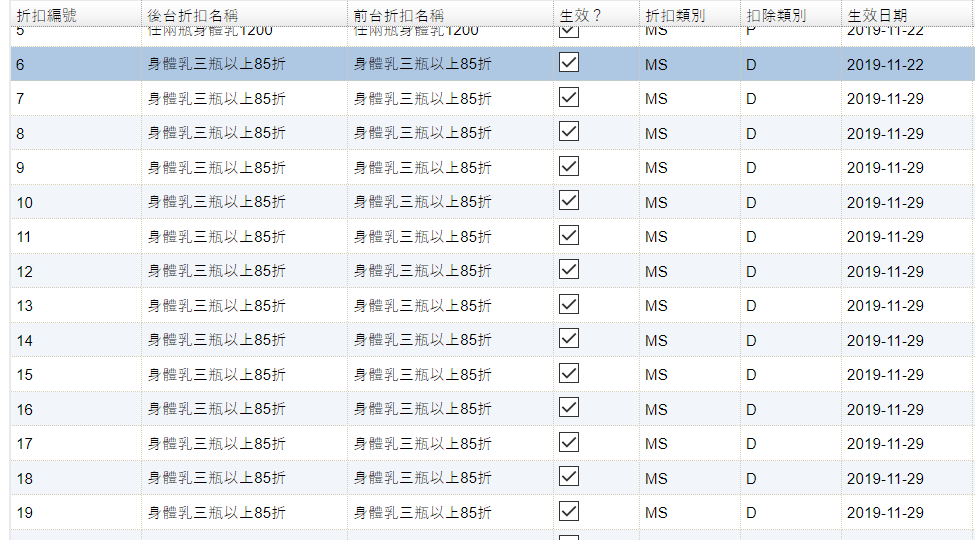 折扣編號 後台折扣名稱 前台折扣名稱 生效？ 折扣類別 扣除類別 生效日期
5 任兩瓶身體乳1200 任兩瓶身體乳1200 MS P 2019-11-22
6 身體乳三瓶以上85折 身體乳三瓶以上85折 MS D 2019-11-22
7 身體乳三瓶以上85折 身體乳三瓶以上85折 MS D 2019-11-29
8 身體乳三瓶以上85折 身體乳三瓶以上85折 MS D 2019-11-29
9 身體乳三瓶以上85折 身體乳三瓶以上85折 MS D 2019-11-29
10 身體乳三瓶以上85折 身體乳三瓶以上85折 MS D 2019-11-29
11 身體乳三瓶以上85折 身體乳三瓶以上85折 MS D 2019-11-29
12 身體乳三瓶以上85折 身體乳三瓶以上85折 MS D 2019-11-29
13 身體乳三瓶以上85折 身體乳三瓶以上85折 MS D 2019-11-29
14 身體乳三瓶以上85折 身體乳三瓶以上85折 MS D 2019-11-29
15 身體乳三瓶以上85折 身體乳三瓶以上85折 MS D 2019-11-29
16 身體乳三瓶以上85折 身體乳三瓶以上85折 MS D 2019-11-29
17 身體乳三瓶以上85折 身體乳三瓶以上85折 MS D 2019-11-29
18 身體乳三瓶以上85折 身體乳三瓶以上85折 MS D 2019-11-29
19 身體乳三瓶以上85折 身體乳三瓶以上85折 MS D 2019-11-29